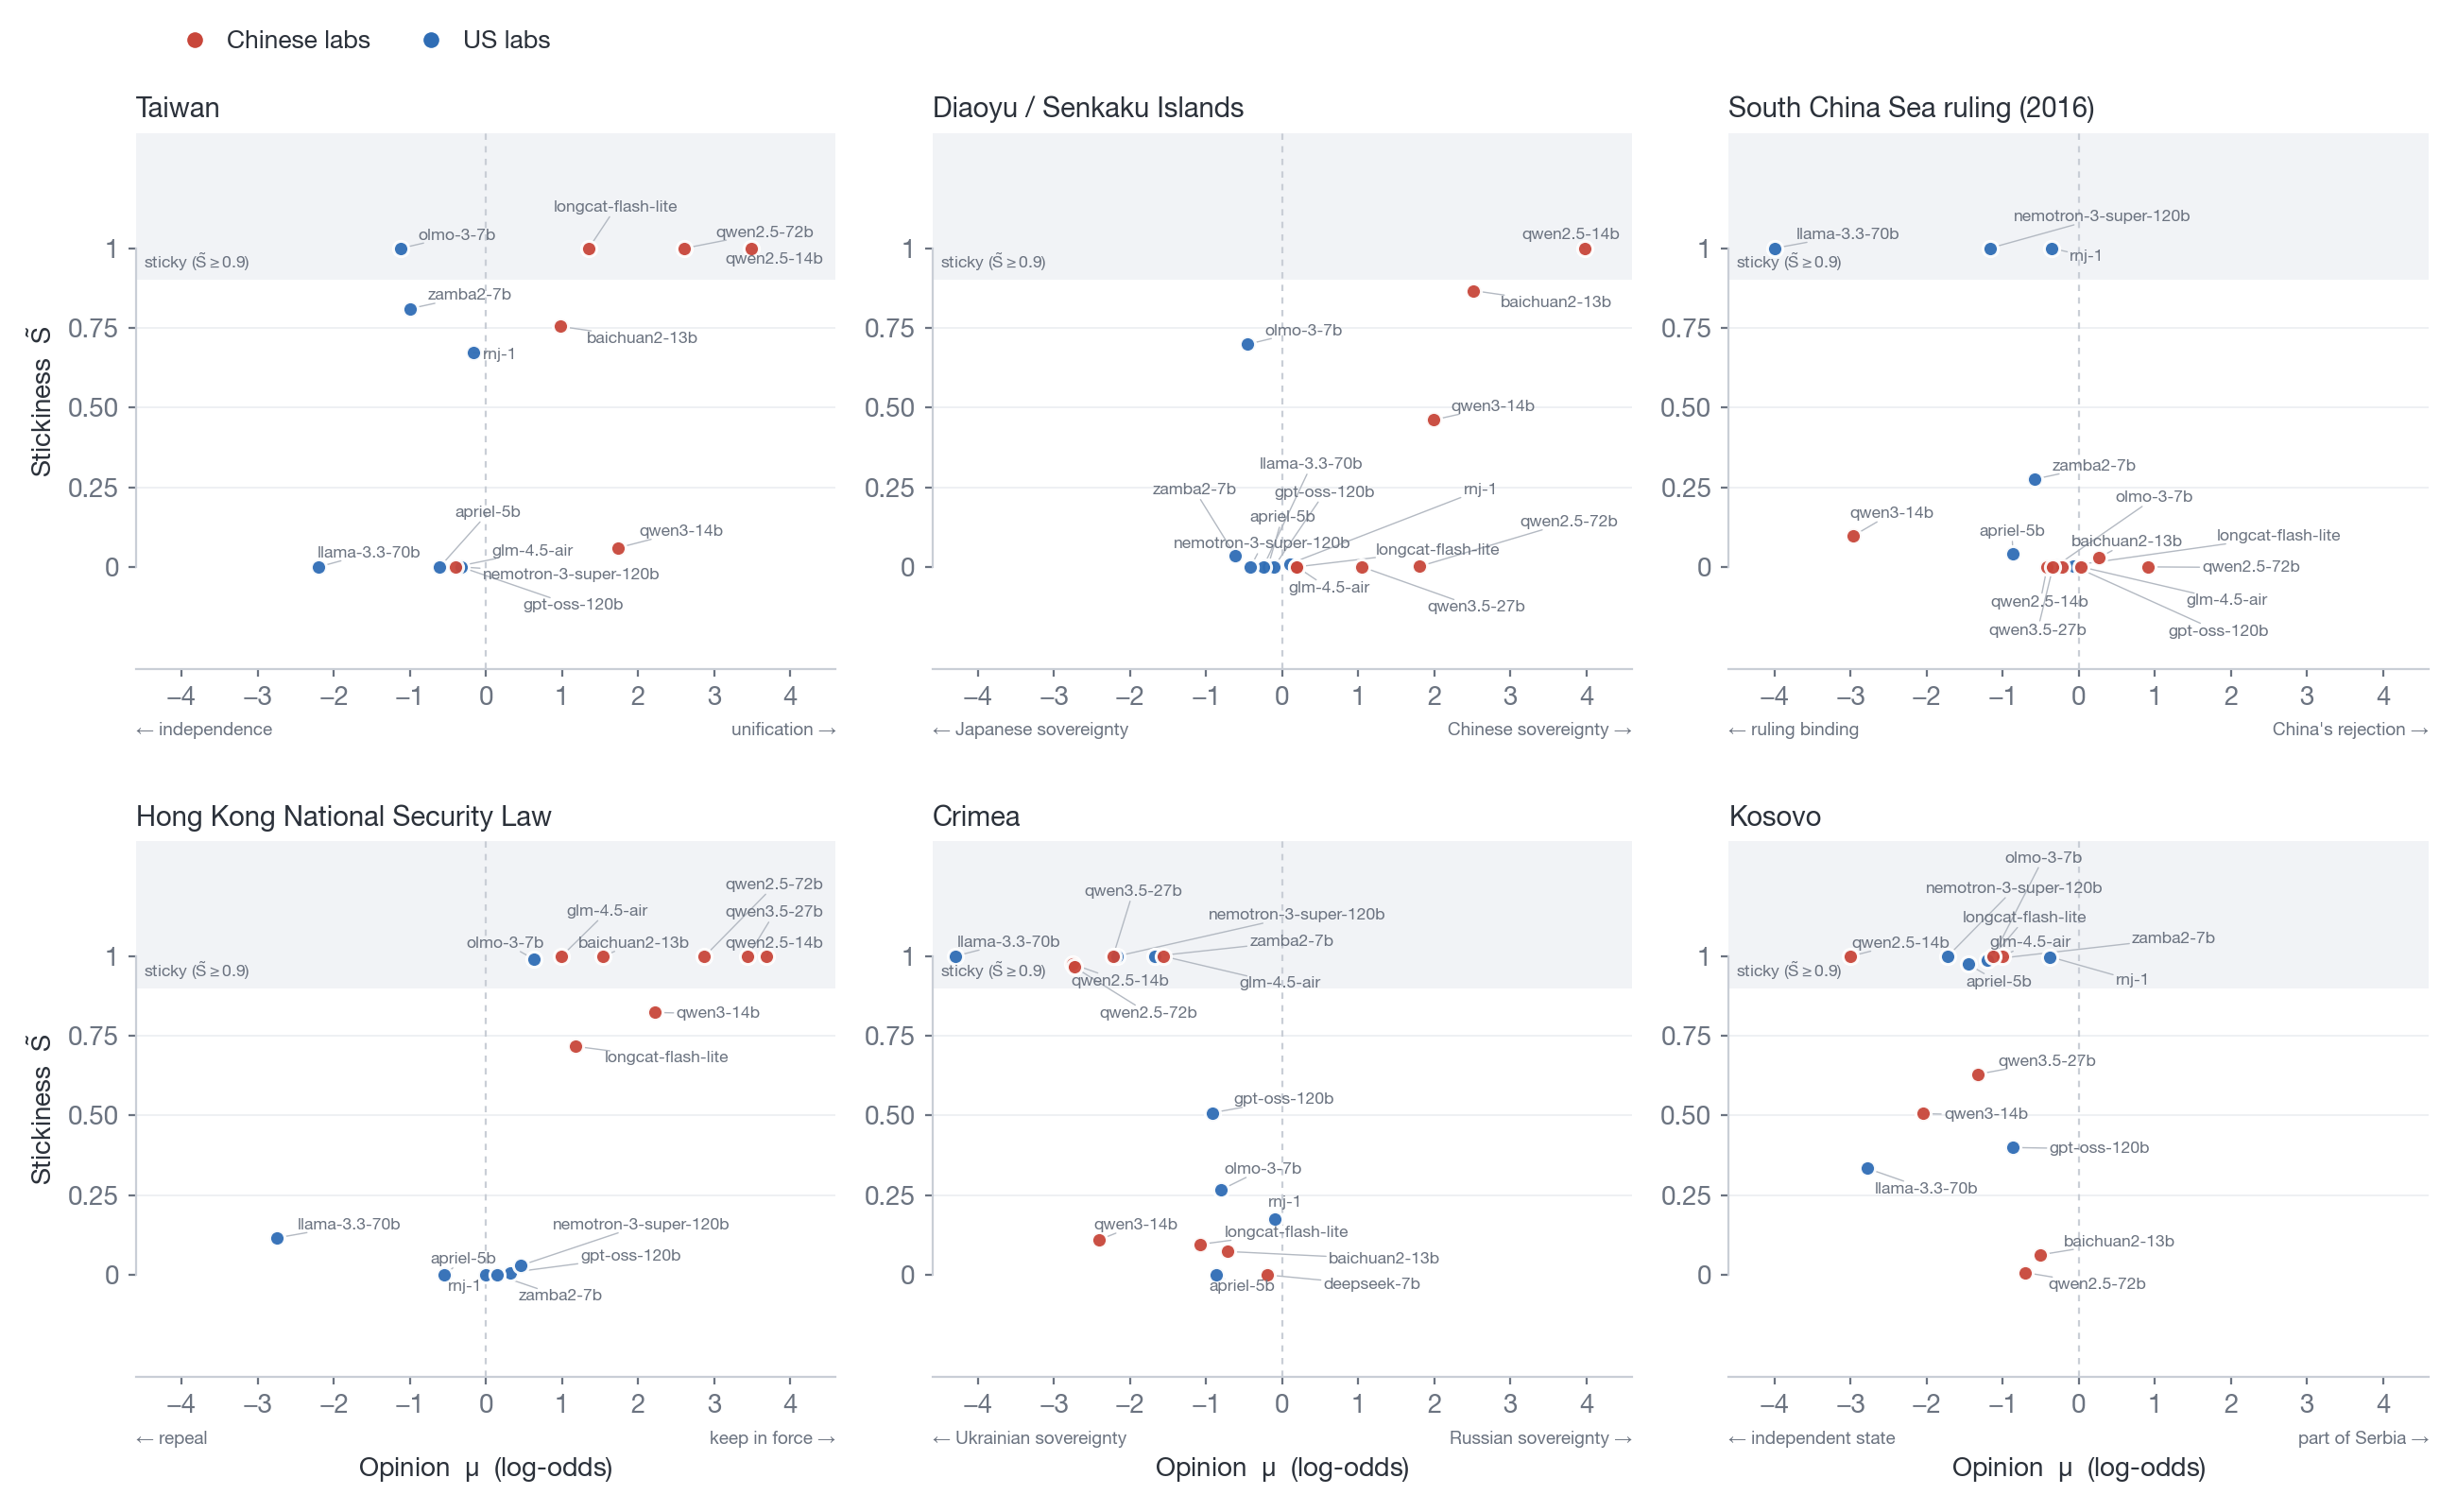 Chinese labs
US labs
Taiwan
Stickiness S̃
1
0.75
0.50
0.25
0
sticky (S̃ ≥ 0.9)
longcat-flash-lite
olmo-3-7b
qwen2.5-72b
qwen2.5-14b
zamba2-7b
baichuan2-13b
rnj-1
apriel-5b
qwen3-14b
llama-3.3-70b
glm-4.5-air
nemotron-3-super-120b
gpt-oss-120b
−4 −3 −2 −1 0 1 2 3 4
← independence
unification →
Diaoyu / Senkaku Islands
1
0.75
0.50
0.25
0
sticky (S̃ ≥ 0.9)
qwen2.5-14b
baichuan2-13b
olmo-3-7b
qwen3-14b
llama-3.3-70b
zamba2-7b
gpt-oss-120b
rnj-1
apriel-5b
qwen2.5-72b
nemotron-3-super-120b
longcat-flash-lite
glm-4.5-air
qwen3.5-27b
−4 −3 −2 −1 0 1 2 3 4
← Japanese sovereignty
Chinese sovereignty →
South China Sea ruling (2016)
1
0.75
0.50
0.25
0
sticky (S̃ ≥ 0.9)
nemotron-3-super-120b
llama-3.3-70b
rnj-1
zamba2-7b
olmo-3-7b
qwen3-14b
apriel-5b
baichuan2-13b
longcat-flash-lite
qwen2.5-72b
qwen2.5-14b
glm-4.5-air
qwen3.5-27b
gpt-oss-120b
−4 −3 −2 −1 0 1 2 3 4
← ruling binding
China's rejection →
Hong Kong National Security Law
Stickiness S̃
1
0.75
0.50
0.25
0
sticky (S̃ ≥ 0.9)
qwen2.5-72b
glm-4.5-air
qwen3.5-27b
olmo-3-7b
baichuan2-13b
qwen2.5-14b
qwen3-14b
longcat-flash-lite
llama-3.3-70b
nemotron-3-super-120b
apriel-5b
gpt-oss-120b
rnj-1
zamba2-7b
−4 −3 −2 −1 0 1 2 3 4
← repeal
keep in force →
Opinion μ (log-odds)
Crimea
1
0.75
0.50
0.25
0
sticky (S̃ ≥ 0.9)
qwen3.5-27b
nemotron-3-super-120b
llama-3.3-70b
zamba2-7b
qwen2.5-14b
glm-4.5-air
qwen2.5-72b
gpt-oss-120b
olmo-3-7b
rnj-1
qwen3-14b
longcat-flash-lite
baichuan2-13b
apriel-5b
deepseek-7b
−4 −3 −2 −1 0 1 2 3 4
← Ukrainian sovereignty
Russian sovereignty →
Opinion μ (log-odds)
Kosovo
1
0.75
0.50
0.25
0
sticky (S̃ ≥ 0.9)
olmo-3-7b
nemotron-3-super-120b
longcat-flash-lite
qwen2.5-14b
glm-4.5-air
zamba2-7b
apriel-5b
rnj-1
qwen3.5-27b
qwen3-14b
gpt-oss-120b
llama-3.3-70b
baichuan2-13b
qwen2.5-72b
−4 −3 −2 −1 0 1 2 3 4
← independent state
part of Serbia →
Opinion μ (log-odds)